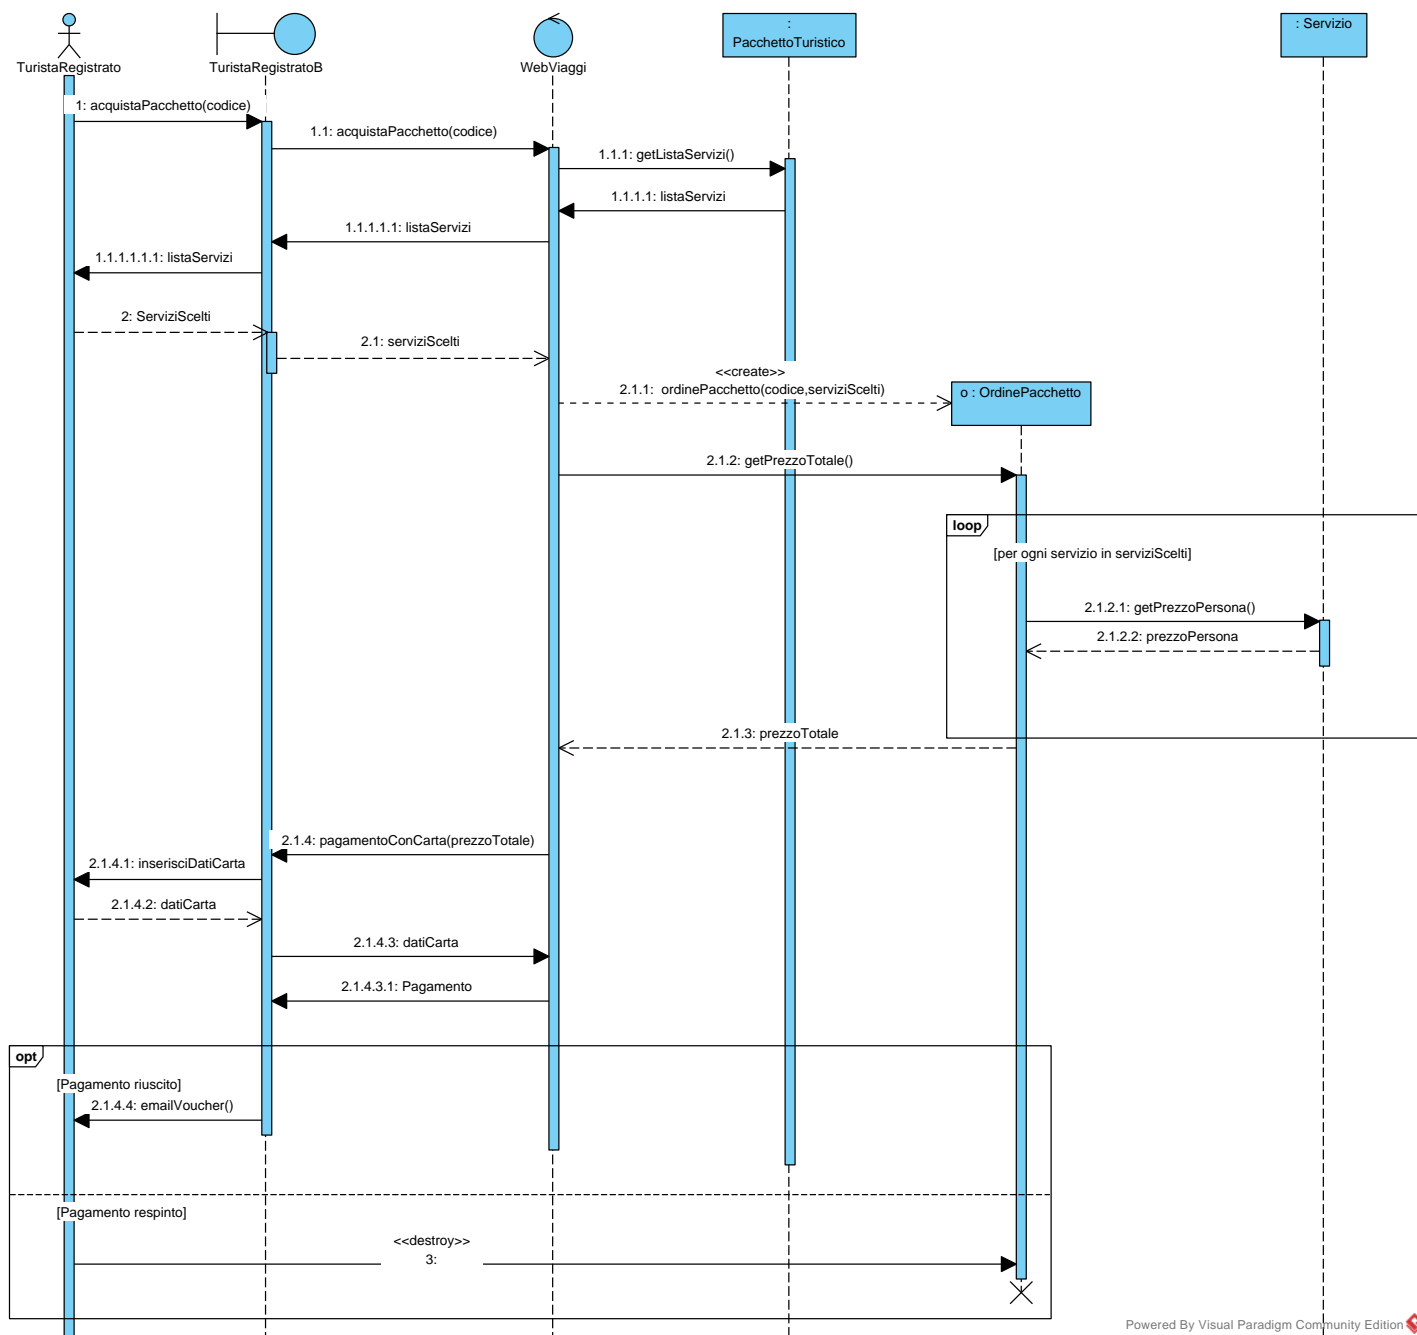 TuristaRegistrato
TuristaRegistratoB
WebViaggi
:
PacchettoTuristico
: Servizio
1: acquistaPacchetto(codice)
1.1: acquistaPacchetto(codice)
1.1.1: getListaServizi()
1.1.1.1: listaServizi
1.1.1.1.1: listaServizi
1.1.1.1.1.1: listaServizi
2: ServiziScelti
2.1: serviziScelti
<<create>>
2.1.1:  ordinePacchetto(codice,serviziScelti)
o : OrdinePacchetto
2.1.2: getPrezzoTotale()
loop
[per ogni servizio in serviziScelti]
2.1.2.1: getPrezzoPersona()
2.1.2.2: prezzoPersona
2.1.3: prezzoTotale
2.1.4: pagamentoConCarta(prezzoTotale)
2.1.4.1: inserisciDatiCarta
2.1.4.2: datiCarta
2.1.4.3: datiCarta
2.1.4.3.1: Pagamento
opt
[Pagamento riuscito]
2.1.4.4: emailVoucher()
[Pagamento respinto]
<<destroy>>
3:
Powered By Visual Paradigm Community Edition